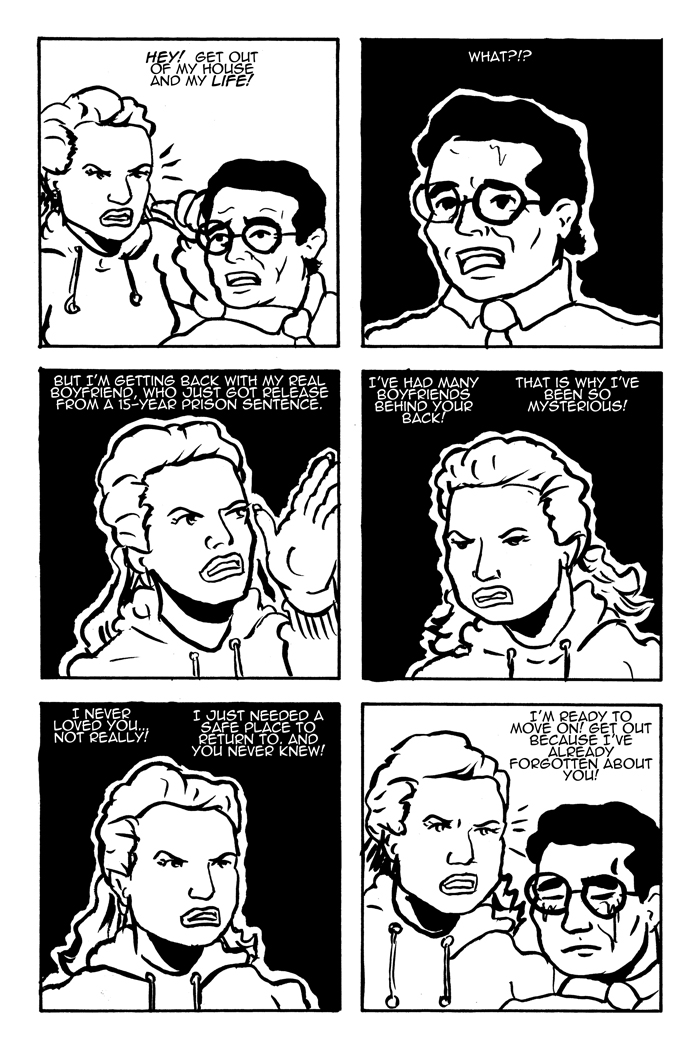 HEY! GET OUT
OF MY HOUSE
AND MY LIFE!
WHAT?!?
BUT I'M GETTING BACK WITH MY REAL
BOYFRIEND, WHO JUST GOT RELEASE
FROM A 15-YEAR PRISON SENTENCE.
I'VE HAD MANY
BOYFRIENDS
BEHIND YOUR
BACK!
THAT IS WHY I'VE
BEEN SO
MYSTERIOUS!
I NEVER
LOVED YOU...
NOT REALLY!
I JUST NEEDED A
SAFE PLACE TO
RETURN TO. AND
YOU NEVER KNEW!
I'M READY TO
MOVE ON! GET OUT
BECAUSE I'VE
ALREADY
FORGOTTEN ABOUT
YOU!